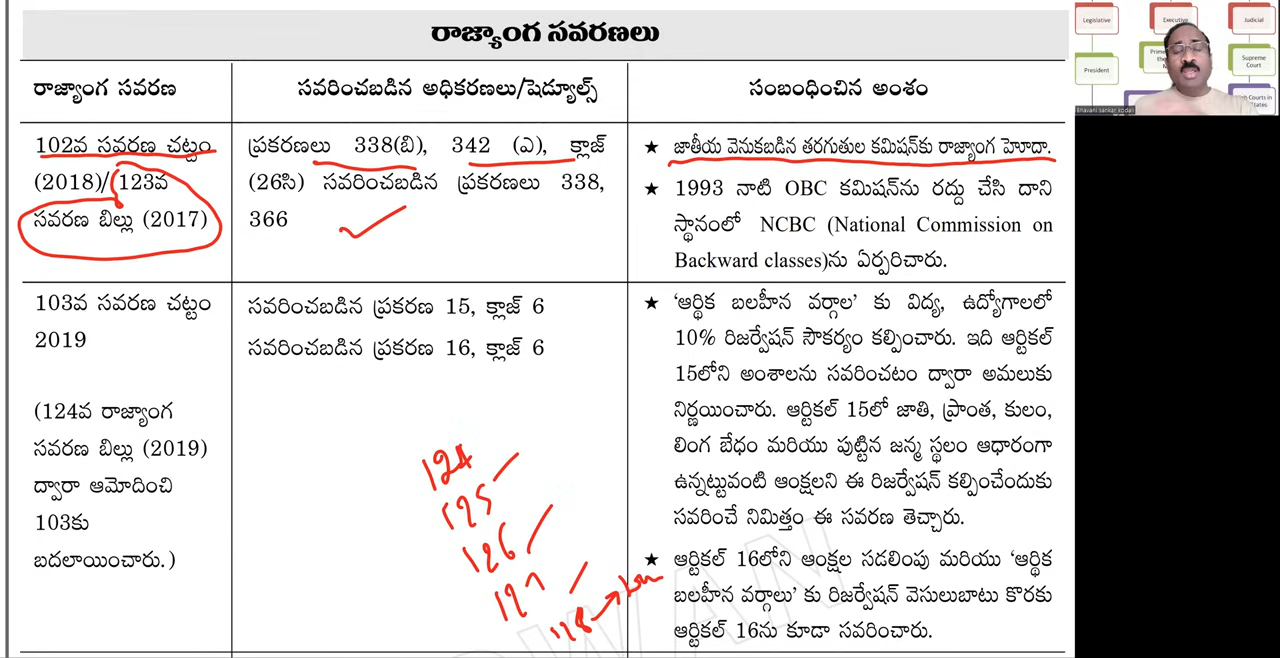 రాజ్యాంగ సవరణలు
రాజ్యాంగ సవరణ
సవరించబడిన అధికరణలు/షెడ్యూల్స్
సంబంధించిన అంశం
102వ సవరణ చట్టం
(2018)/ 123వ
సవరణ బిల్లు (2017)
ప్రకరణలు 338(బి), 342 (ఎ), క్లాజ్
(26సి) సవరించబడిన ప్రకరణలు 338,
366
★ జాతీయ వెనుకబడిన తరగతుల కమిషన్‌కు రాజ్యాంగ హెూదా.
★ 1993 నాటి OBC కమిషన్‌ను రద్దు చేసి దాని
స్థానంలో NCBC (National Commission on
Backward classes)ను ఏర్పరిచారు.
103వ సవరణ చట్టం
2019
(124వ రాజ్యాంగ
సవరణ బిల్లు (2019)
ద్వారా ఆమోదించి
103కు
బదలాయించారు.)
సవరించబడిన ప్రకరణ 15, క్లాజ్ 6
సవరించబడిన ప్రకరణ 16, క్లాజ్ 6
124
125
126
127
128
★ ‘ఆర్థిక బలహీన వర్గాల’ కు విద్య, ఉద్యోగాలలో
10% రిజర్వేషన్ సౌకర్యం కల్పించారు. ఇది ఆర్టికల్
15లోని అంశాలను సవరించటం ద్వారా అమలుకు
నిర్ణయించారు. ఆర్టికల్ 15లో జాతి, ప్రాంత, కులం,
లింగ బేధం మరియు పుట్టిన జన్మ స్థలం ఆధారంగా
ఉన్నట్టువంటి ఆంక్షలని ఈ రిజర్వేషన్ కల్పించేందుకు
సవరించే నిమిత్తం ఈ సవరణ తెచ్చారు.
★ ఆర్టికల్ 16లోని ఆంక్షల సడలింపు మరియు ‘ఆర్థిక
బలహీన వర్గాలు’ కు రిజర్వేషన్ వెసులుబాటు కొరకు
ఆర్టికల్ 16ను కూడా సవరించారు.
Legislative
Executive
Judicial
President
Supreme
Court
Bhavani sankar kodali